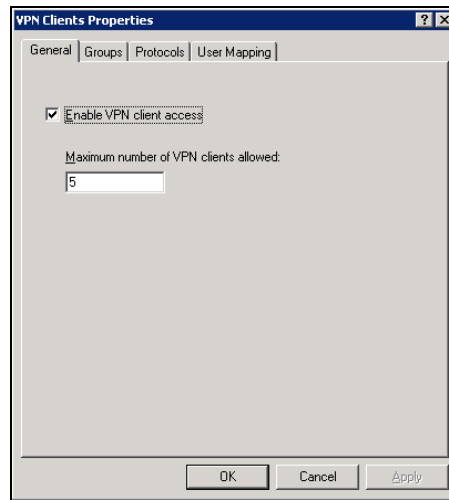 VPN Clients Properties
General Groups Protocols User Mapping
Enable VPN client access
Maximum number of VPN clients allowed:
5
OK Cancel Apply